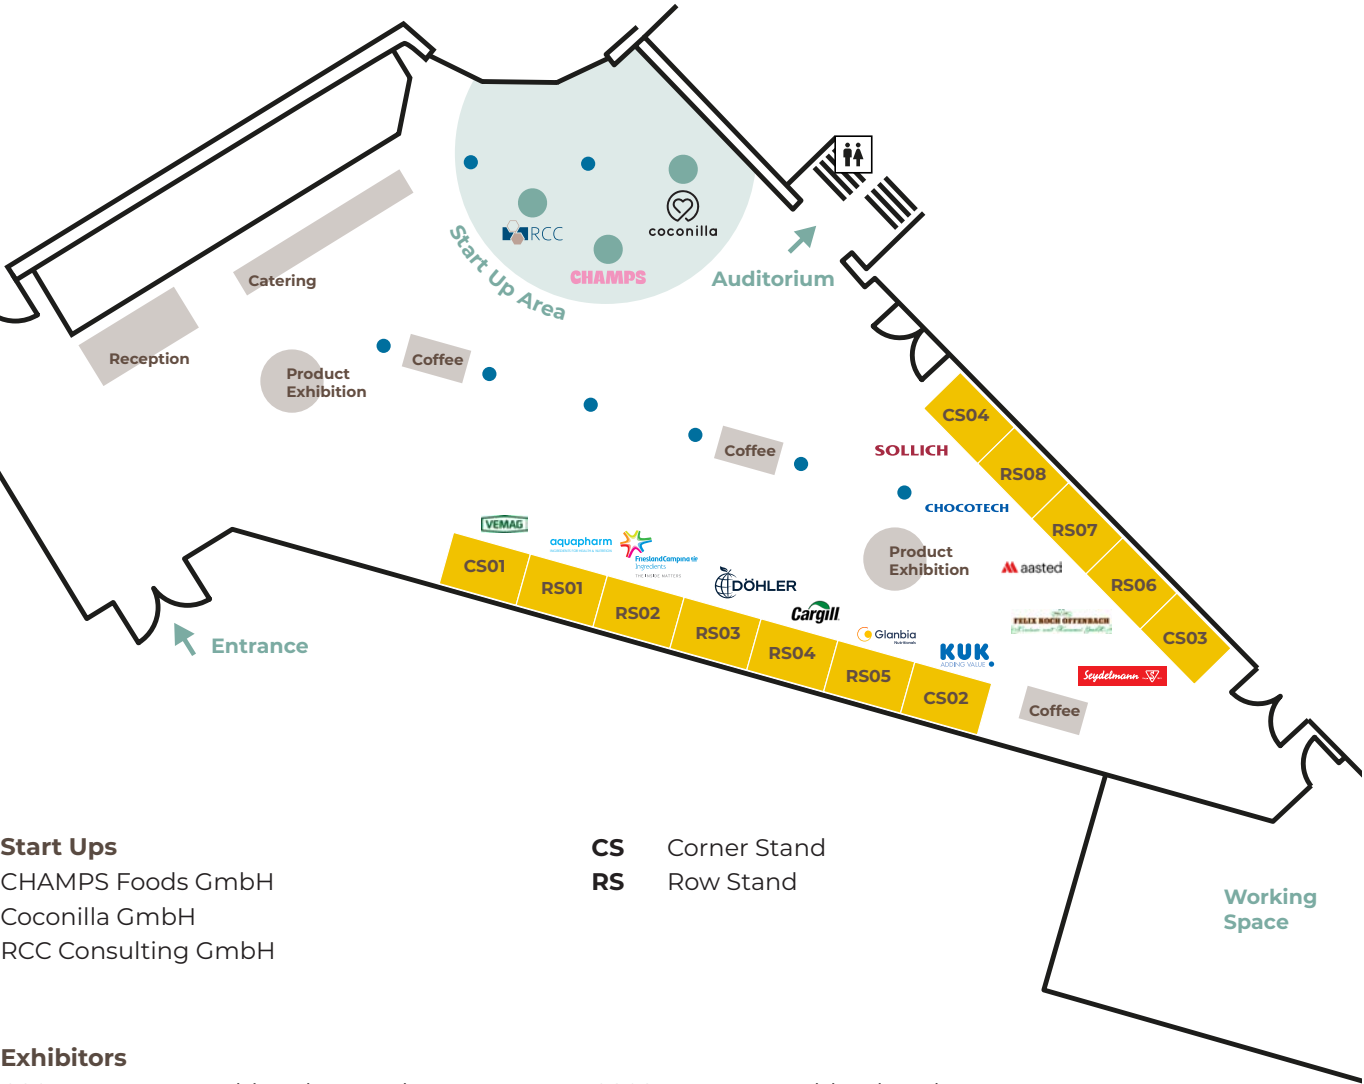 RCC
coconilla
CHAMPS
Start Up Area
Auditorium
Catering
Reception
Product
Exhibition
Coffee
Coffee
SOLLICH
CHOCOTECH
Product
Exhibition
aasted
FELIX KOCH OFFENBACH
Seydelmann
CS04
RS08
RS07
RS06
CS03
VEMAG
aquapharm
FrieslandCampina
Ingredients
DÖHLER
Cargill
Glanbia
Nutritionals
KUK
ADDING VALUE
CS01
RS01
RS02
RS03
RS04
RS05
CS02
Coffee
Entrance
Working
Space
Start Ups
CHAMPS Foods GmbH
Coconilla GmbH
RCC Consulting GmbH
CS Corner Stand
RS Row Stand
Exhibitors